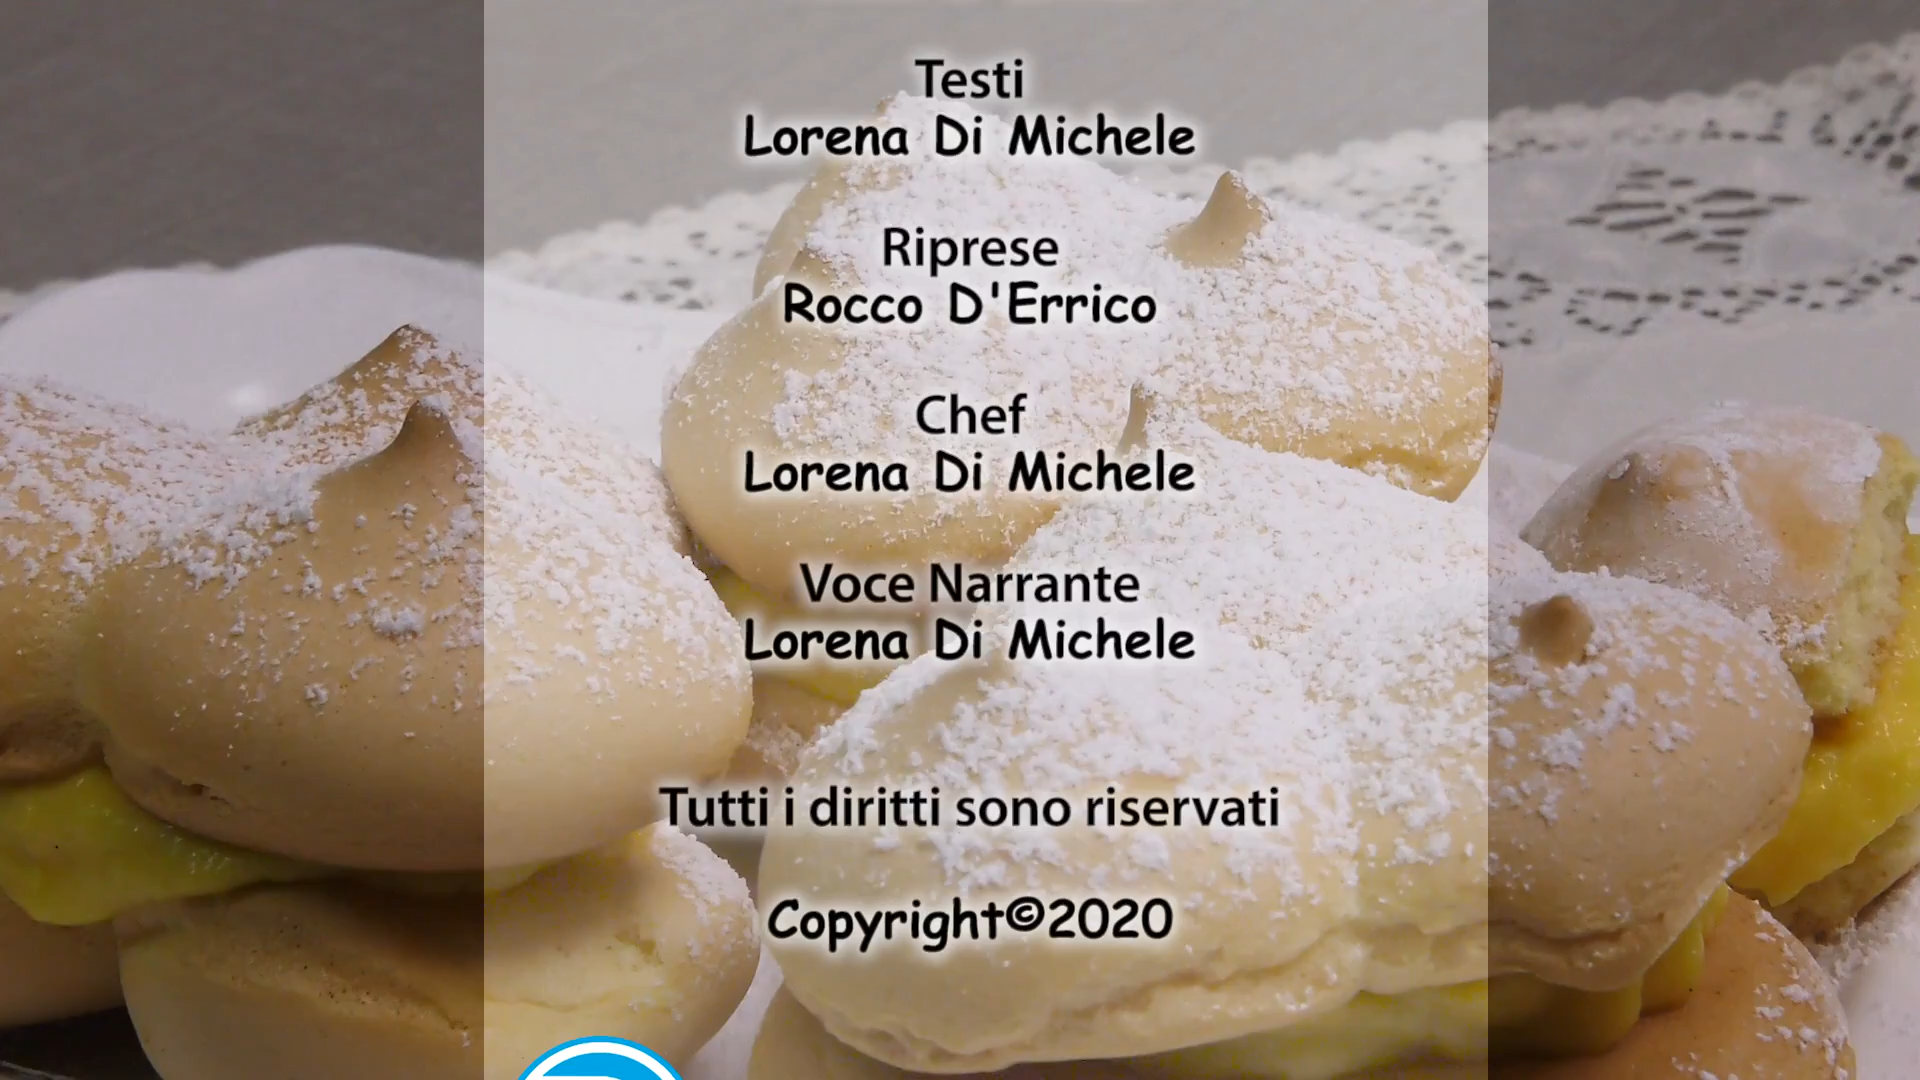 Testi
Lorena Di Michele
Riprese
Rocco D'Errico
Chef
Lorena Di Michele
Voce Narrante
Lorena Di Michele
Tutti i diritti sono riservati
Copyright©2020